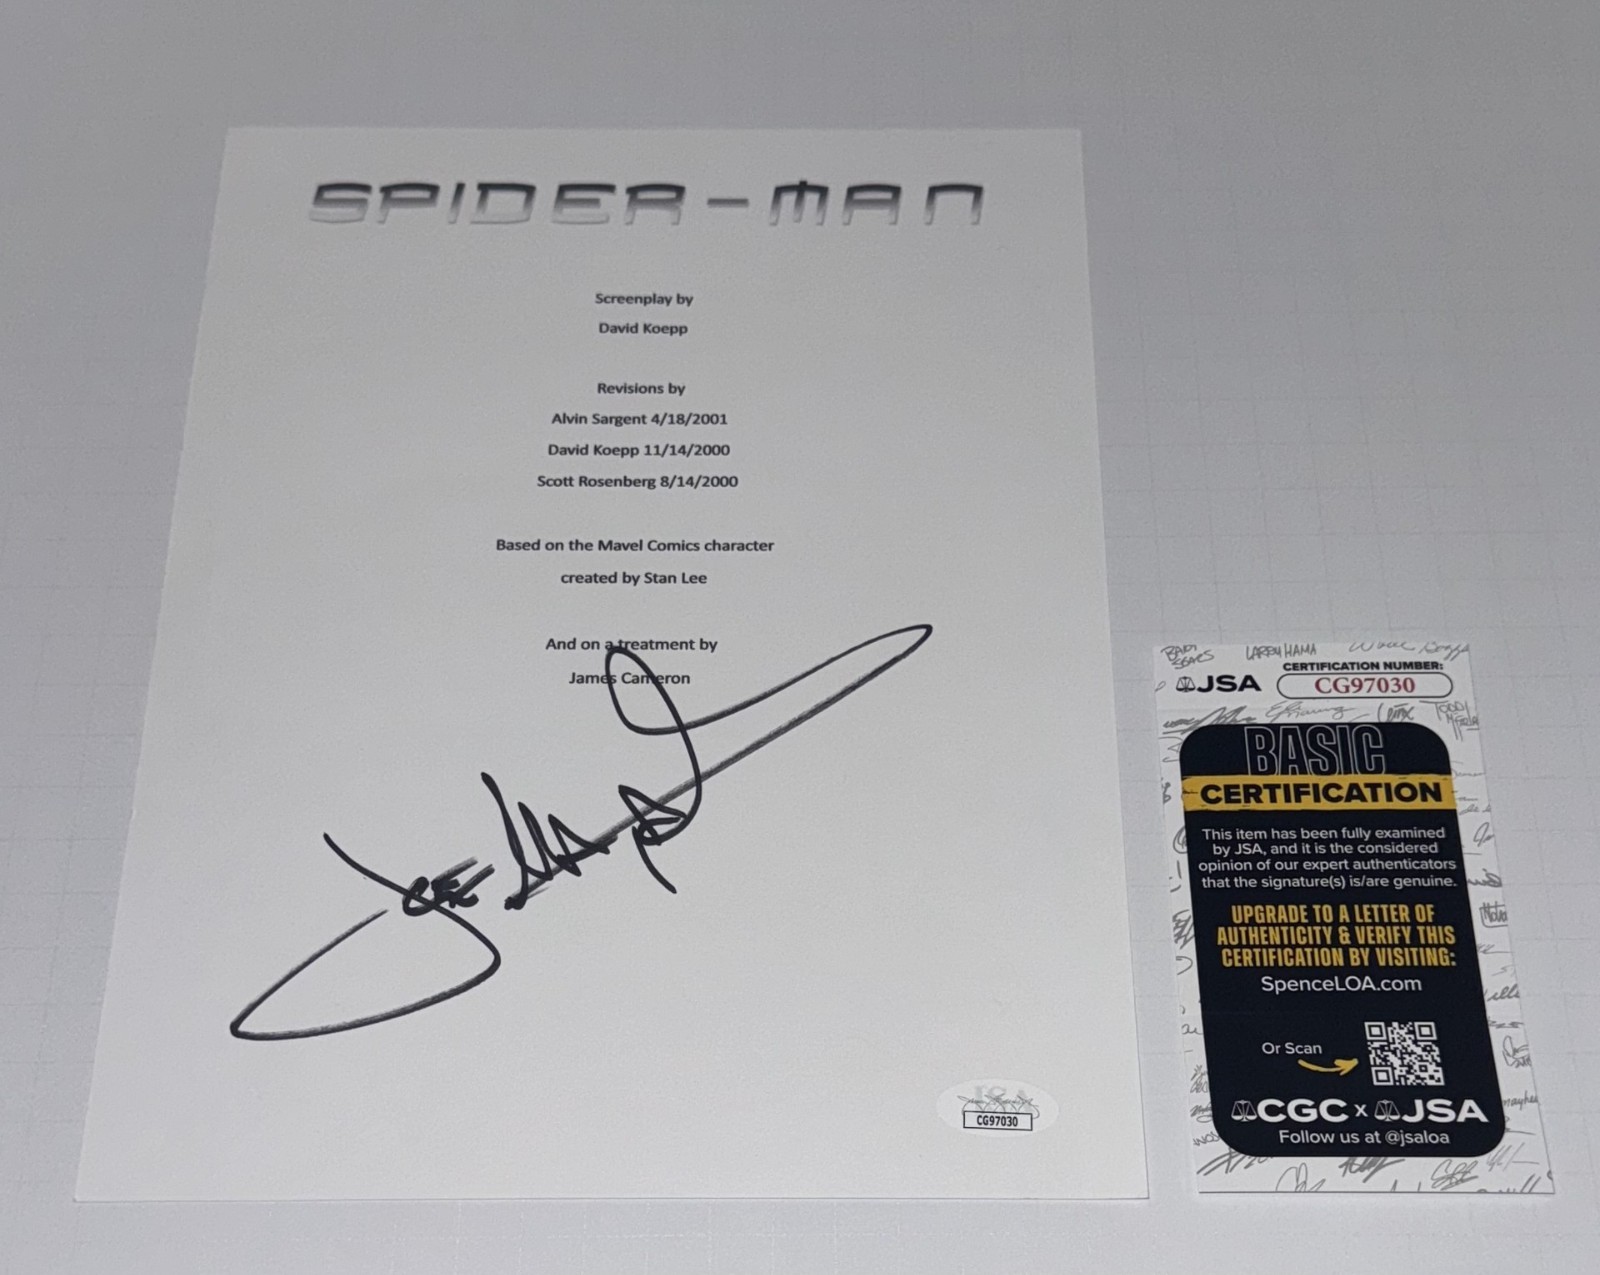 SPIDER-MAN
Screenplay by
David Koepp
Revisions by
Alvin Sargent 4/18/2001
David Koepp 11/14/2000
Scott Rosenberg 8/14/2000
Based on the Mavel Comics character
created by Stan Lee
And on a treatment by
James Cameron
JSA
CG97030
LARRY HAMA
CERTIFICATION NUMBER:
JSA
CG97030
BASIC
CERTIFICATION
This item has been fully examined
by JSA, and it is the considered
opinion of our expert authenticators
that the signature(s) is/are genuine.
UPGRADE TO A LETTER OF
AUTHENTICITY & VERIFY THIS
CERTIFICATION BY VISITING:
SpenceLOA.com
Or Scan
CGC x JSA
Follow us at @jsaloa